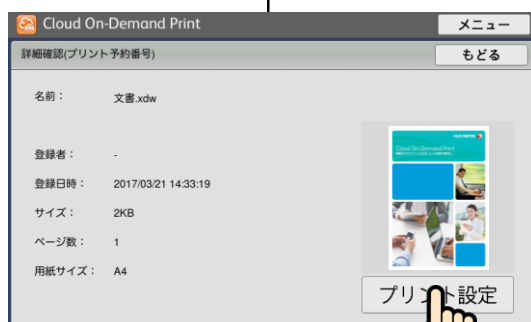 Cloud On-Demand Print
メニュー
詳細確認(プリント予約番号)
もどる
名前：
文書.xdw
登録者：
-
登録日時：
2017/03/21 14:33:19
サイズ：
2KB
ページ数：
1
用紙サイズ：
A4
Cloud On-Demand Print
プリント設定